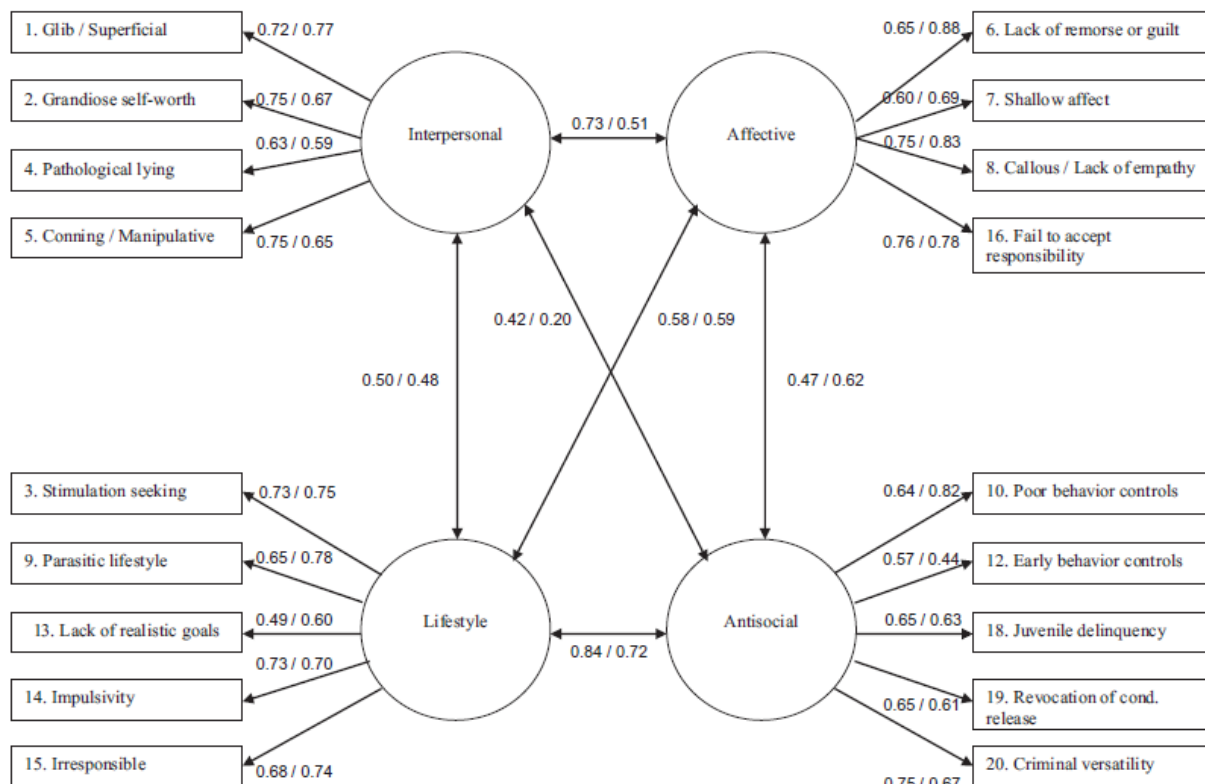 1. Glib / Superficial
0.72 / 0.77
2. Grandiose self-worth
0.75 / 0.67
4. Pathological lying
0.63 / 0.59
5. Conning / Manipulative
0.75 / 0.65
Interpersonal
0.73 / 0.51
Affective
0.65 / 0.88
6. Lack of remorse or guilt
0.60 / 0.69
7. Shallow affect
0.75 / 0.83
8. Callous / Lack of empathy
0.76 / 0.78
16. Fail to accept
responsibility
0.42 / 0.20
0.58 / 0.59
0.50 / 0.48
0.47 / 0.62
3. Stimulation seeking
0.73 / 0.75
9. Parasitic lifestyle
0.65 / 0.78
13. Lack of realistic goals
0.49 / 0.60
14. Impulsivity
0.73 / 0.70
15. Irresponsible
0.68 / 0.74
Lifestyle
0.84 / 0.72
Antisocial
0.64 / 0.82
10. Poor behavior controls
0.57 / 0.44
12. Early behavior controls
0.65 / 0.63
18. Juvenile delinquency
0.65 / 0.61
19. Revocation of cond.
release
0.75 / 0.67
20. Criminal versatility